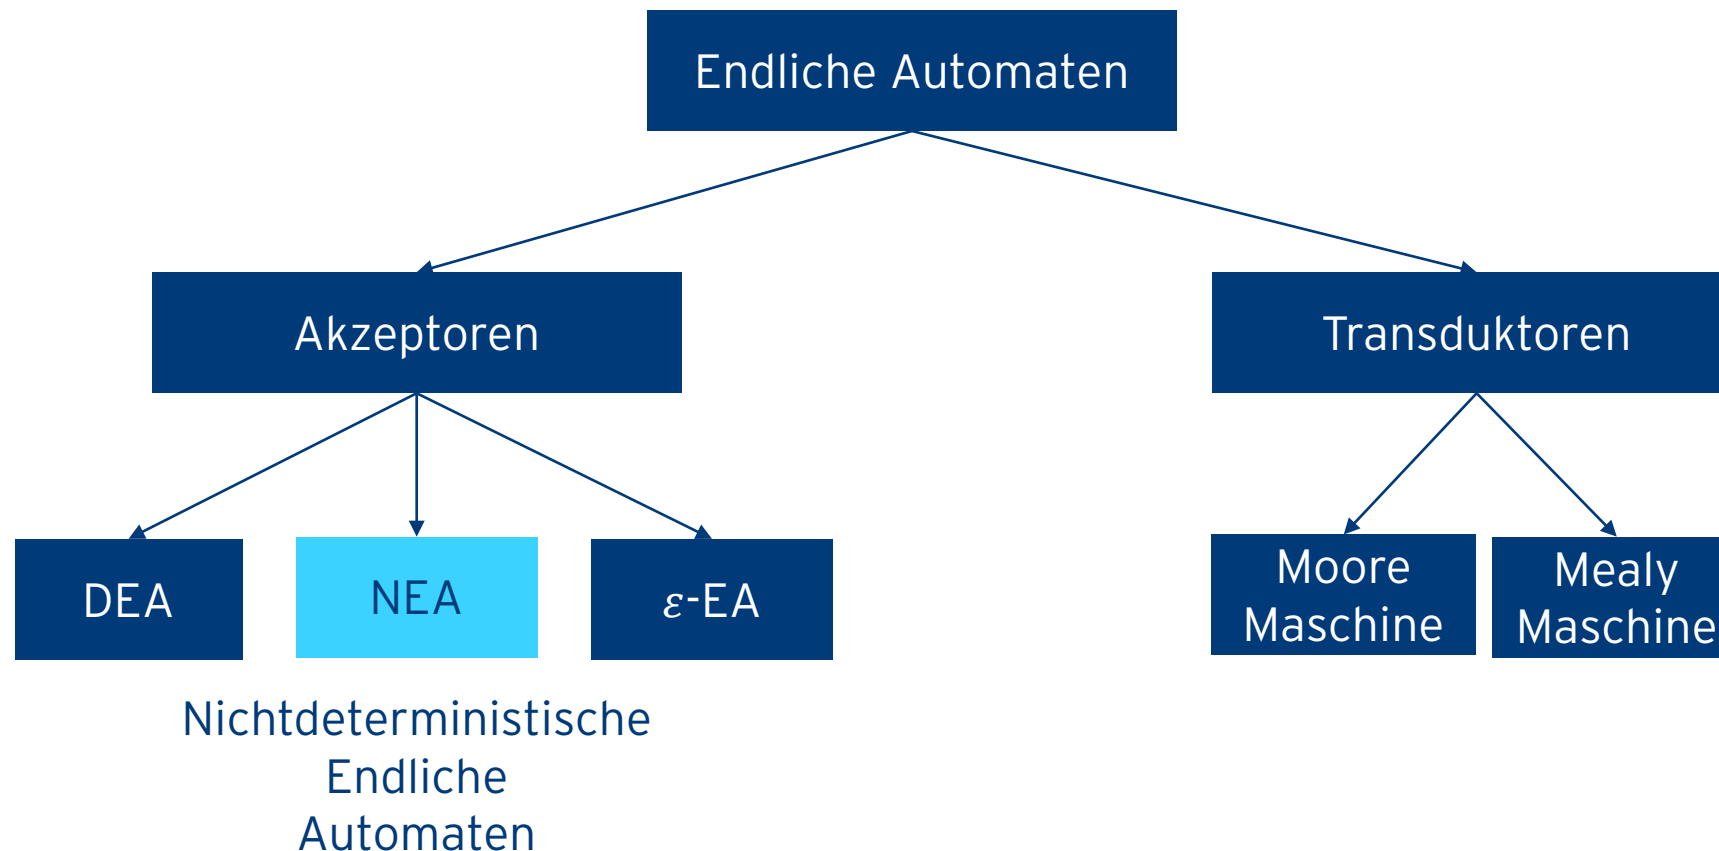 Endliche Automaten
Akzeptoren
Transduktoren
DEA
NEA
ε-EA
Moore
Maschine
Mealy
Maschine
Nichtdeterministische
Endliche
Automaten